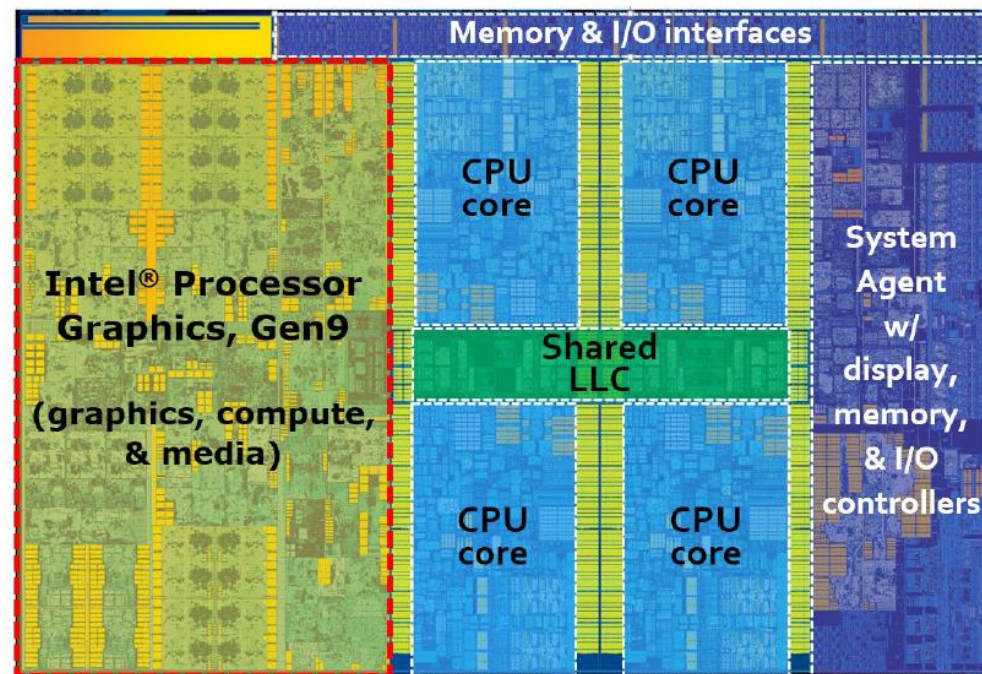 Memory & I/O interfaces
CPU
core
CPU
core
Intel® Processor
Graphics, Gen9
(graphics, compute,
& media)
Shared
LLC
System
Agent
w/
display,
memory,
& I/O
controllers
CPU
core
CPU
core